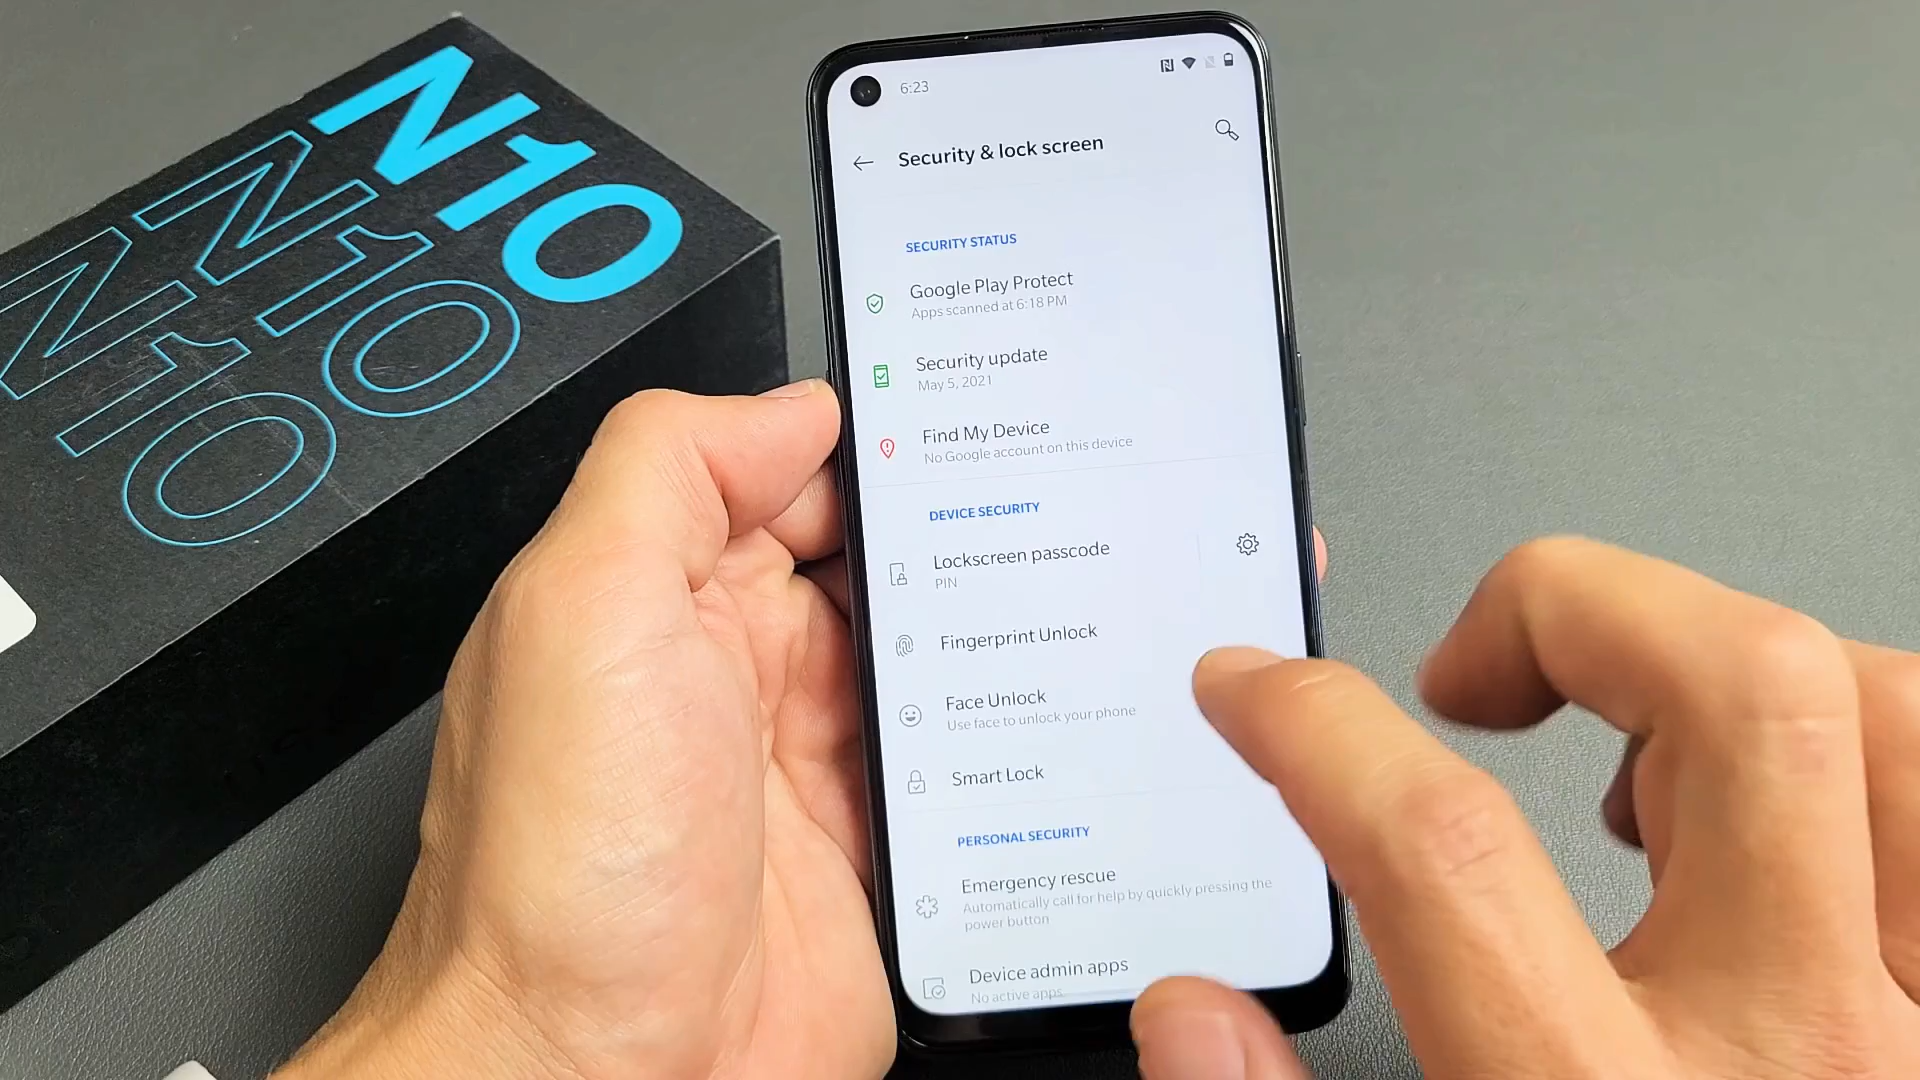 N10
N10
N10
6:23
Security & lock screen
SECURITY STATUS
Google Play Protect
Apps scanned at 6:18 PM
Security update
May 5, 2021
Find My Device
No Google account on this device
DEVICE SECURITY
Lockscreen passcode
PIN
Fingerprint Unlock
Face Unlock
Use face to unlock your phone
Smart Lock
PERSONAL SECURITY
Emergency rescue
Automatically call for help by quickly pressing the
power button
Device admin apps
No active apps